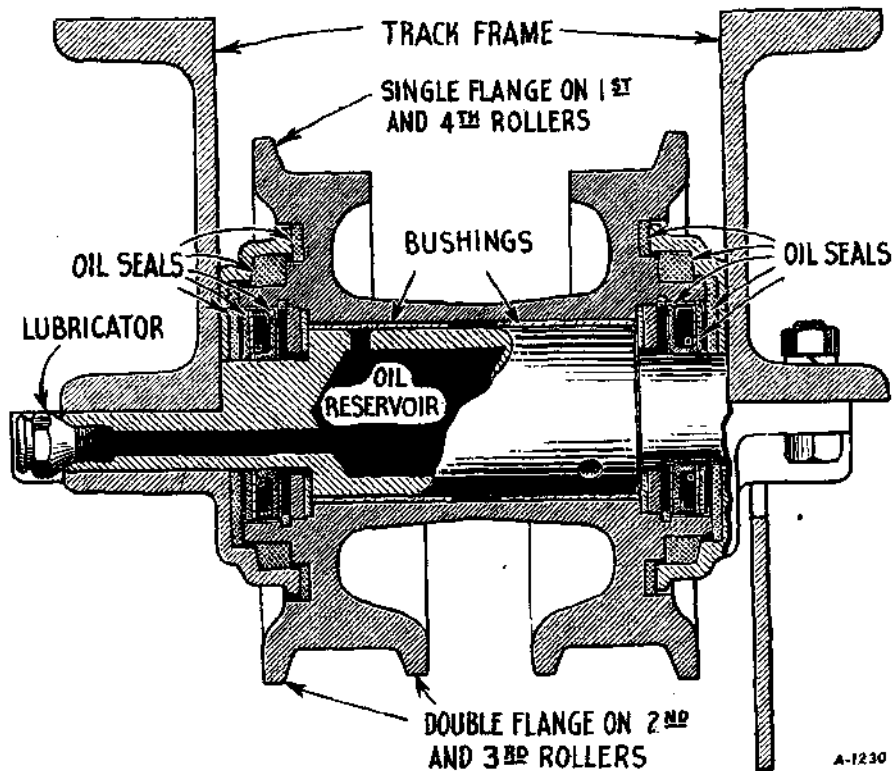 TRACK FRAME
SINGLE FLANGE ON 1ST
AND 4TH ROLLERS
OIL SEALS
BUSHINGS
OIL SEALS
LUBRICATOR
OIL
RESERVOIR
DOUBLE FLANGE ON 2ND
AND 3RD ROLLERS
A-1230